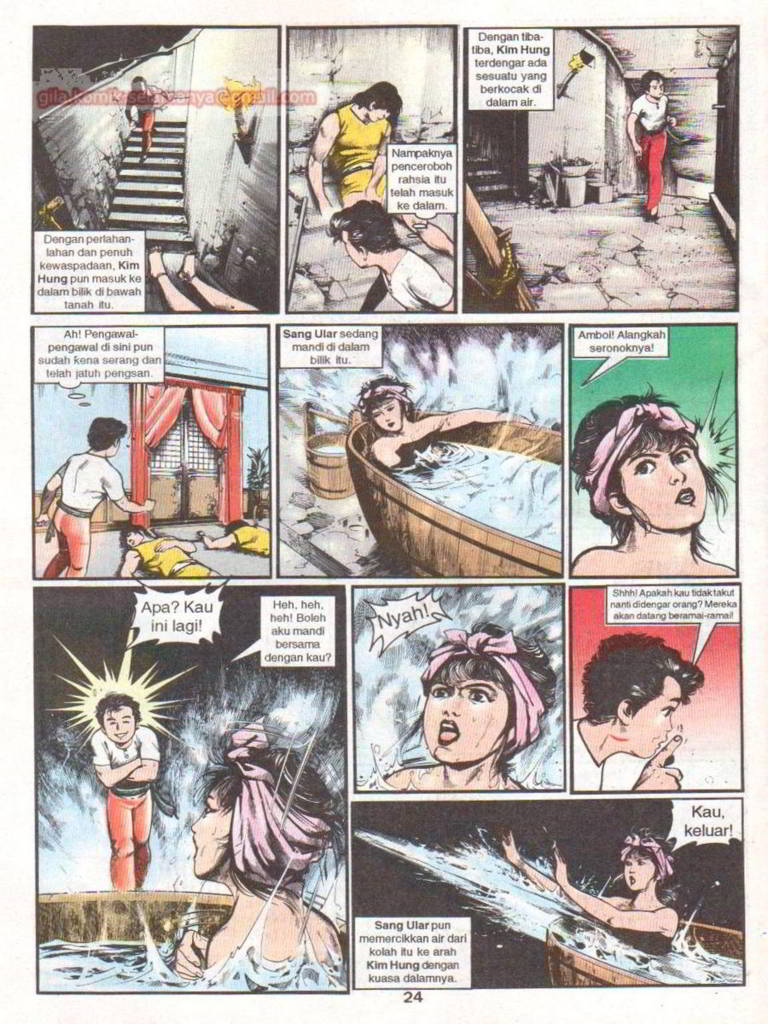 gila.komik-seralbanya@gmail.com
Dengan perlahan-
lahan dan penuh
kewaspadaan, Kim
Hung pun masuk ke
dalam bilik di bawah
tanah itu.
Nampaknya
penceroboh
rahsia itu
telah masuk
ke dalam.
Dengan tiba-
tiba, Kim Hung
terdengar ada
sesuatu yang
berkocak di
dalam air.
Ah! Pengawal-
pengawal di sini pun
sudah kena serang dan
telah jatuh pengsan.
Sang Ular sedang
mandi di dalam
bilik itu.
Amboi! Alangkah
seronoknya!
Apa? Kau
ini lagi!
Heh, heh,
heh! Boleh
aku mandi
bersama
dengan kau?
Nyah!
Shhh! Apakah kau tidak takut
nanti didengar orang? Mereka
akan datang beramai-ramai!
Kau,
keluar!
Sang Ular pun
memercikkan air dari
kolah itu ke arah
Kim Hung dengan
kuasa dalamnya.
24